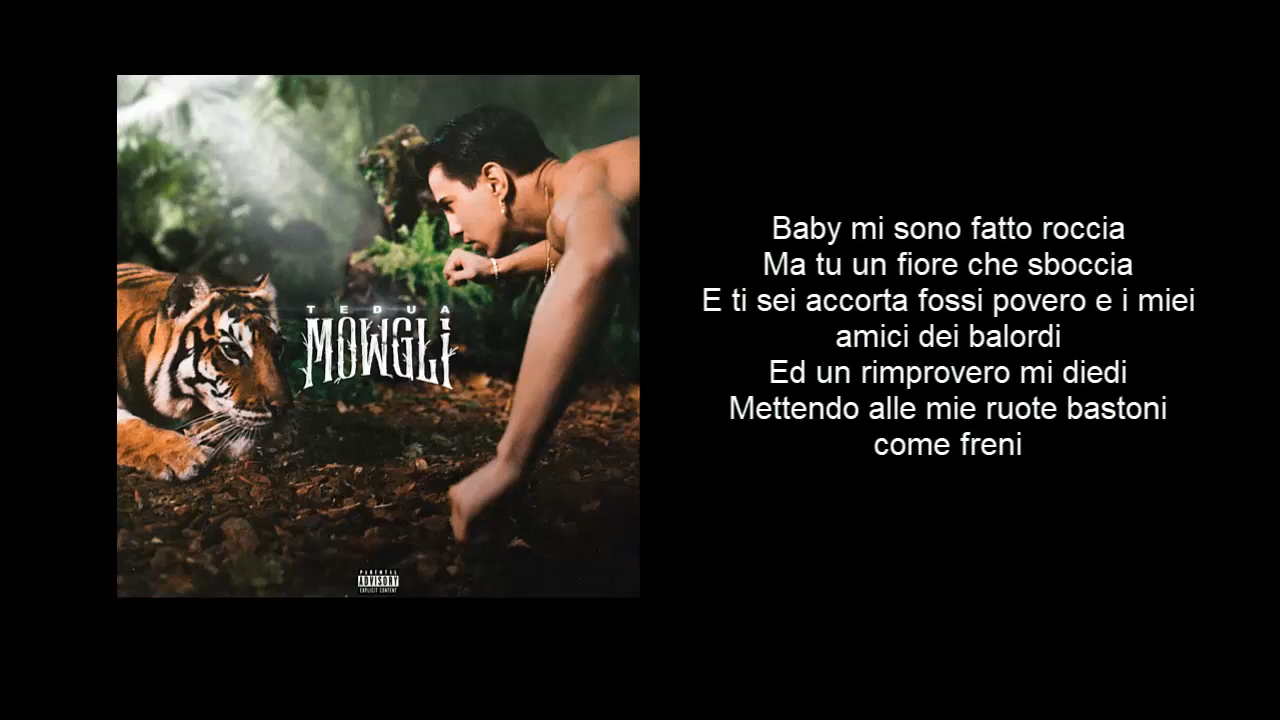 TEDUA
MOWGLI
PARENTAL
ADVISORY
EXPLICIT CONTENT
Baby mi sono fatto roccia
Ma tu un fiore che sboccia
E ti sei accorta fossi povero e i miei
amici dei balordi
Ed un rimprovero mi diedi
Mettendo alle mie ruote bastoni
come freni